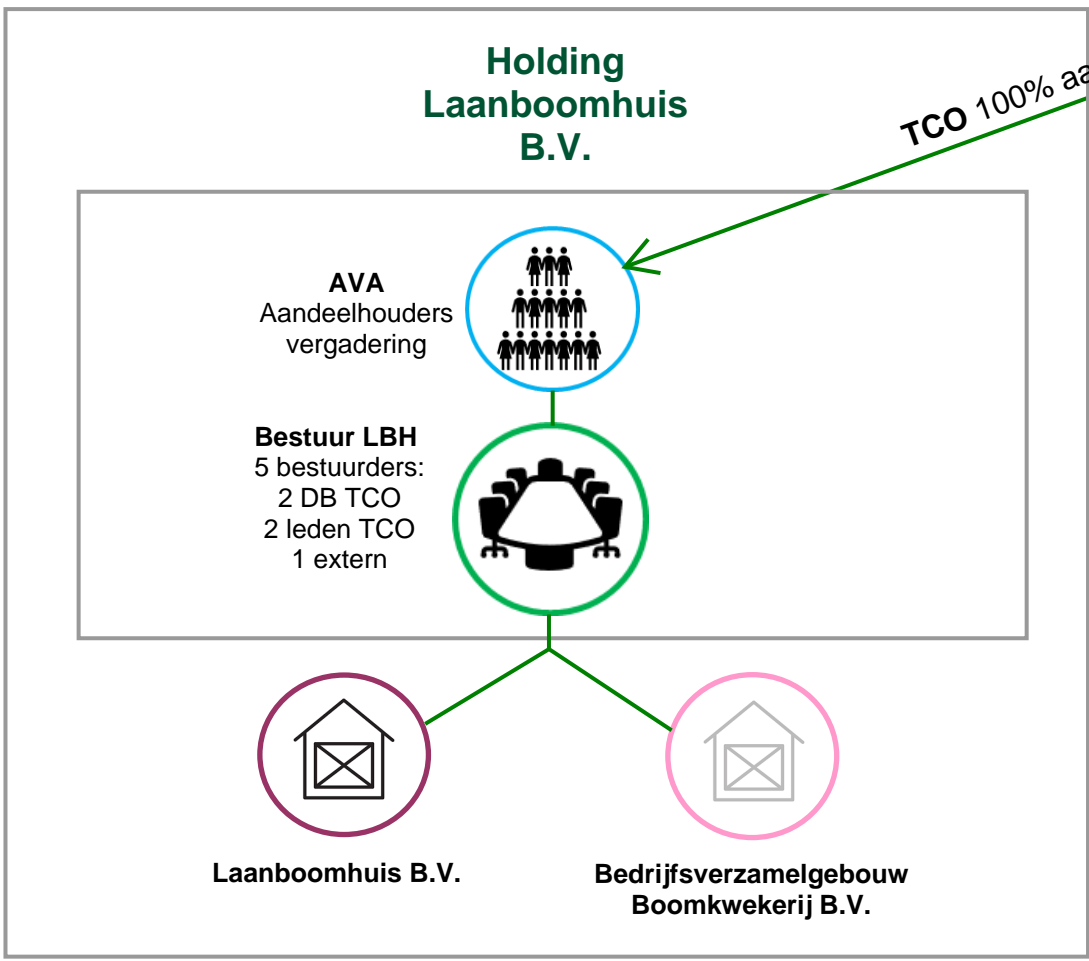 Holding
Laanboomhuis
B.V.
TCO 100%
AVA
Aandeelhouders
vergadering
Bestuur LBH
5 bestuurders:
2 DB TCO
2 leden TCO
1 extern
Laanboomhuis B.V.
Bedrijfsverzamelgebouw
Boomkwekerij B.V.